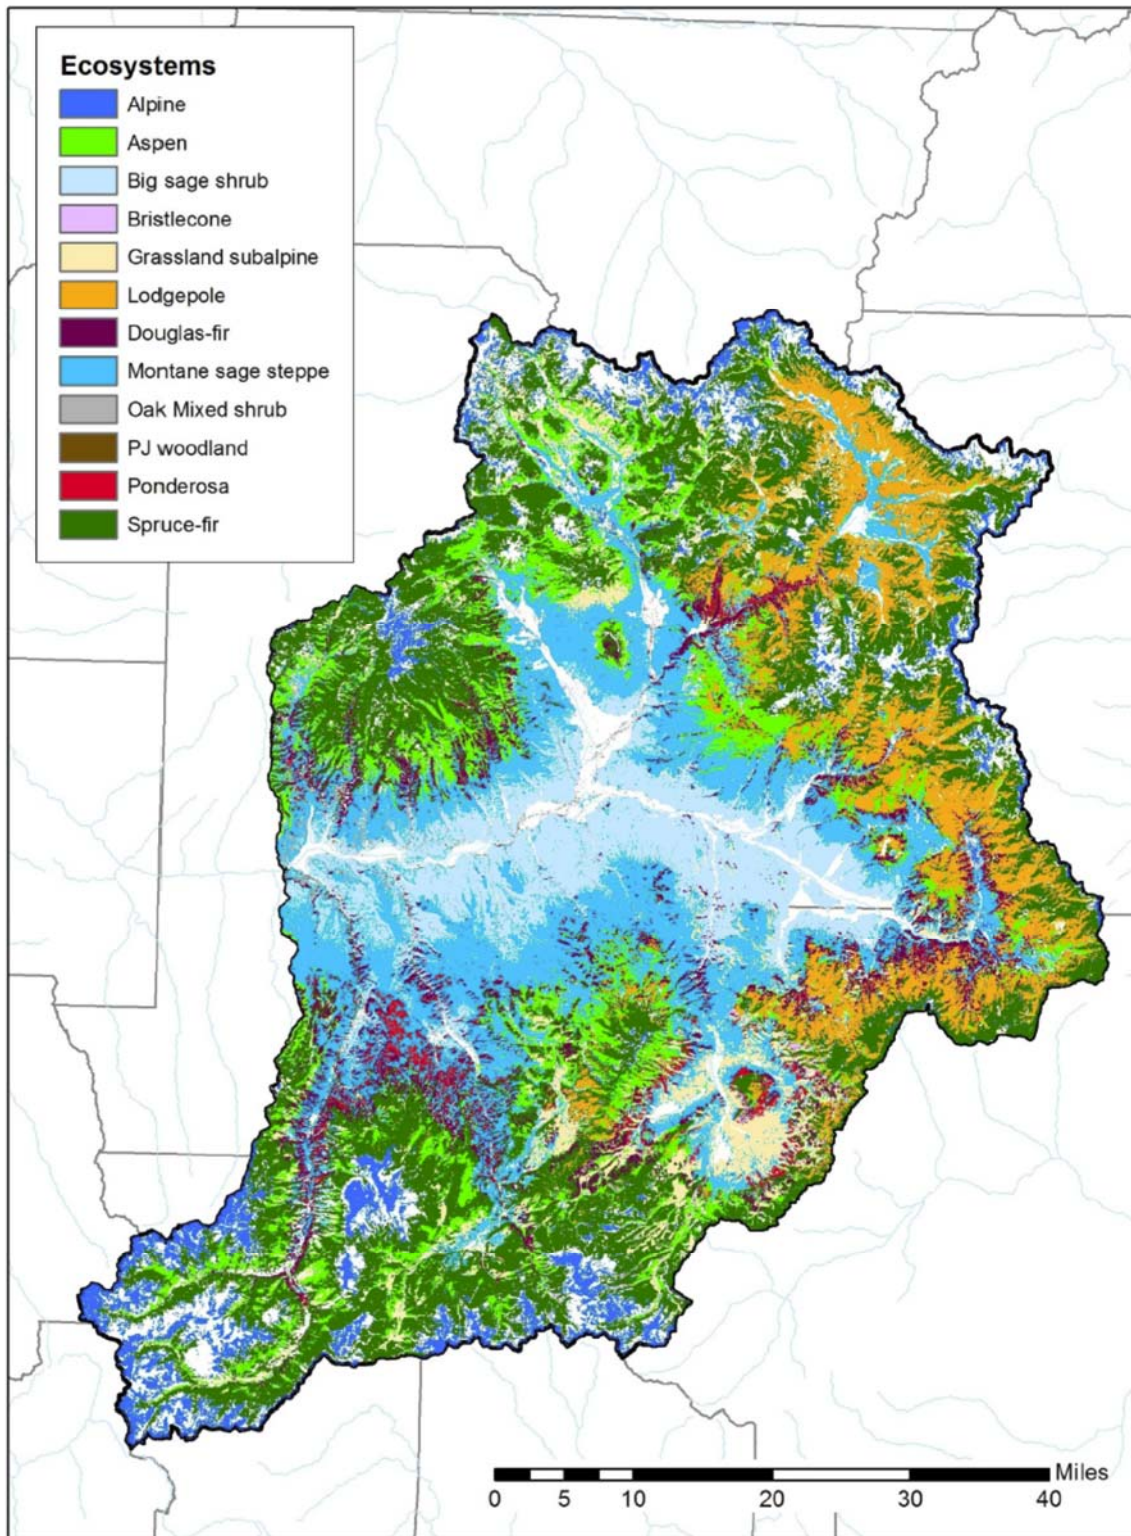 Ecosystems
Alpine
Aspen
Big sage shrub
Bristlecone
Grassland subalpine
Lodgepole
Douglas-fir
Montane sage steppe
Oak Mixed shrub
PJ woodland
Ponderosa
Spruce-fir
Miles
0 5 10 20 30 40